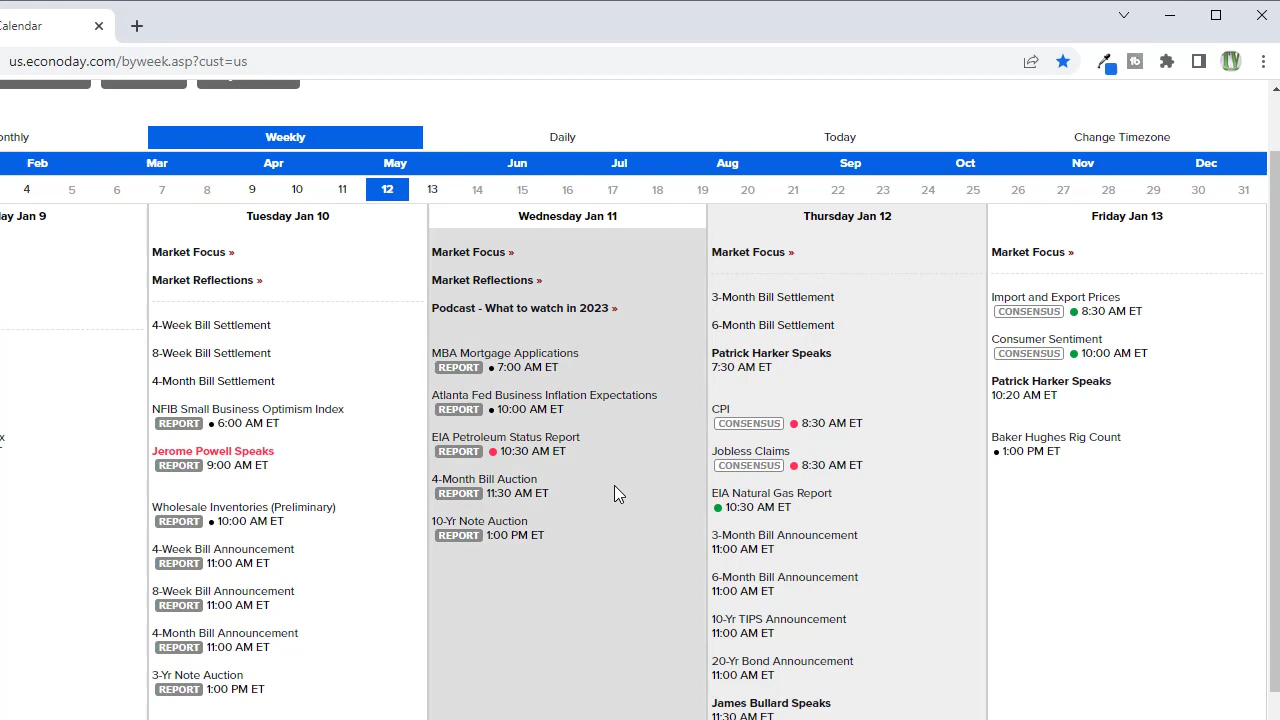 Calendar
us.econoday.com/byweek.asp?cust=us
Weekly
Daily
Today
Change Timezone
Feb
Mar
Apr
May
Jun
Jul
Aug
Sep
Oct
Nov
Dec
4 5 6 7 8 9 10 11 12 13 14 15 16 17 18 19 20 21 22 23 24 25 26 27 28 29 30 31
Jan 9
Tuesday Jan 10
Market Focus »
Market Reflections »
4-Week Bill Settlement
8-Week Bill Settlement
4-Month Bill Settlement
NFIB Small Business Optimism Index
REPORT 6:00 AM ET
Jerome Powell Speaks
REPORT 9:00 AM ET
Wholesale Inventories (Preliminary)
REPORT 10:00 AM ET
4-Week Bill Announcement
REPORT 11:00 AM ET
8-Week Bill Announcement
REPORT 11:00 AM ET
4-Month Bill Announcement
REPORT 11:00 AM ET
3-Yr Note Auction
REPORT 1:00 PM ET
Wednesday Jan 11
Market Focus »
Market Reflections »
Podcast - What to watch in 2023 »
MBA Mortgage Applications
REPORT 7:00 AM ET
Atlanta Fed Business Inflation Expectations
REPORT 10:00 AM ET
EIA Petroleum Status Report
REPORT 10:30 AM ET
4-Month Bill Auction
REPORT 11:30 AM ET
10-Yr Note Auction
REPORT 1:00 PM ET
Thursday Jan 12
Market Focus »
3-Month Bill Settlement
6-Month Bill Settlement
Patrick Harker Speaks
7:30 AM ET
CPI
CONSENSUS 8:30 AM ET
Jobless Claims
CONSENSUS 8:30 AM ET
EIA Natural Gas Report
10:30 AM ET
3-Month Bill Announcement
11:00 AM ET
6-Month Bill Announcement
11:00 AM ET
10-Yr TIPS Announcement
11:00 AM ET
20-Yr Bond Announcement
11:00 AM ET
James Bullard Speaks
11:30 AM ET
Friday Jan 13
Market Focus »
Import and Export Prices
CONSENSUS 8:30 AM ET
Consumer Sentiment
CONSENSUS 10:00 AM ET
Patrick Harker Speaks
10:20 AM ET
Baker Hughes Rig Count
1:00 PM ET